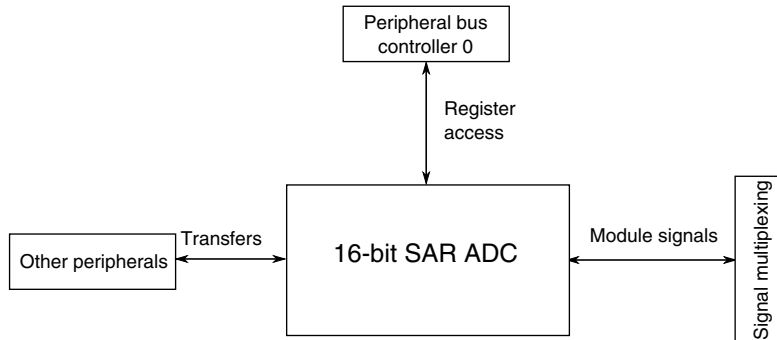 Peripheral bus
controller 0
Register
access
Transfers
Other peripherals
16-bit SAR ADC
Module signals
Signal multiplexing